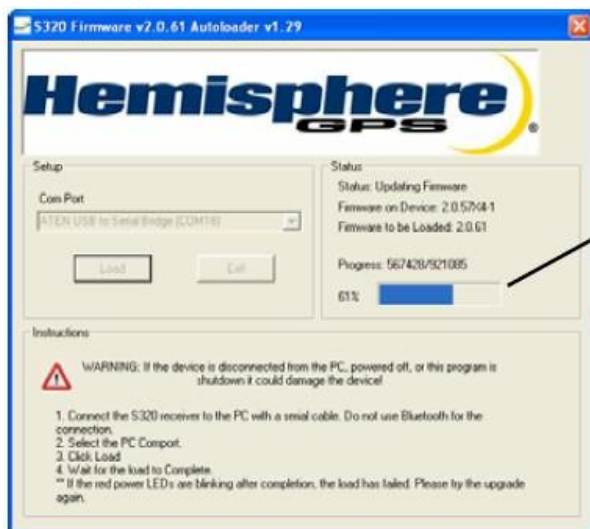 S320 Firmware v2.0.61 Autoloader v1.29
Hemisphere
GPS
®
Setup
Com Port
ATEN USB to Serial Bridge (COM18)
Load
Exit
Status
Status: Updating Firmware
Firmware on Device: 2.0.57X4-1
Firmware to be Loaded: 2.0.61
Progress: 567428/921085
61%
Instructions
WARNING: If the device is disconnected from the PC, powered off, or this program is
shutdown it could damage the device!
1. Connect the S320 receiver to the PC with a serial cable. Do not use Bluetooth for the
connection.
2. Select the PC Comport.
3. Click Load
4. Wait for the load to Complete.
** If the red power LEDs are blinking after completion, the load has failed. Please try the upgrade
again.